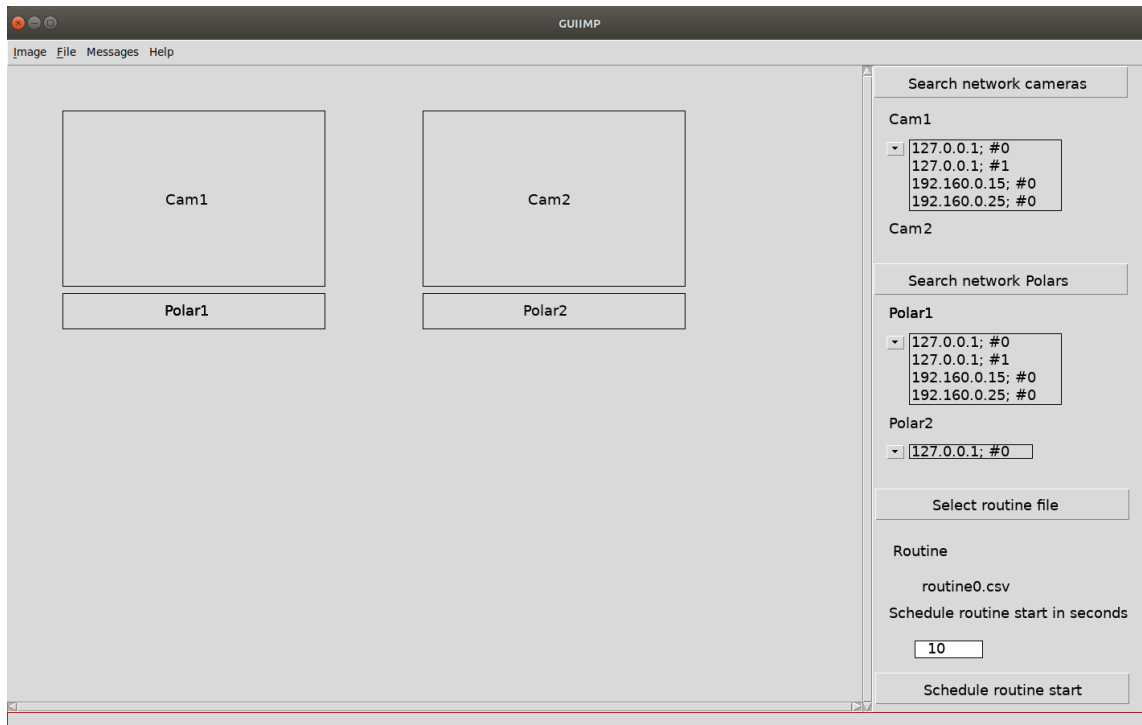 GUIIMP
Image File Messages Help
Cam1
Cam2
Polar1
Polar2
Search network cameras
Cam1
127.0.0.1; #0
127.0.0.1; #1
192.160.0.15; #0
192.160.0.25; #0
Cam2
Search network Polars
Polar1
127.0.0.1; #0
127.0.0.1; #1
192.160.0.15; #0
192.160.0.25; #0
Polar2
127.0.0.1; #0
Select routine file
Routine
routine0.csv
Schedule routine start in seconds
10
Schedule routine start